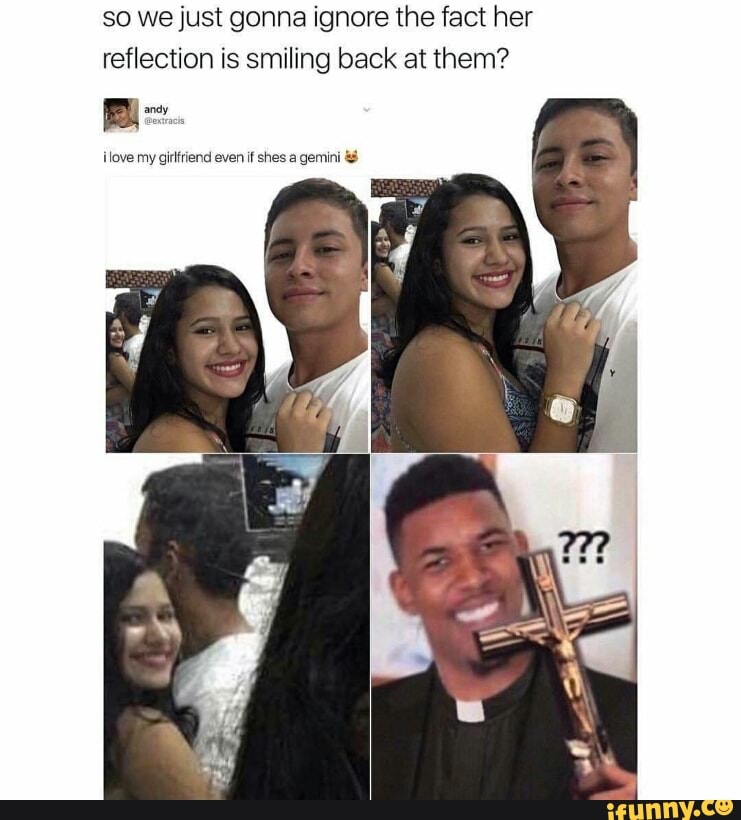 so we just gonna ignore the fact her
reflection is smiling back at them?
andy
@extracis
i love my girlfriend even if shes a gemini 😻
???
ifunny.co